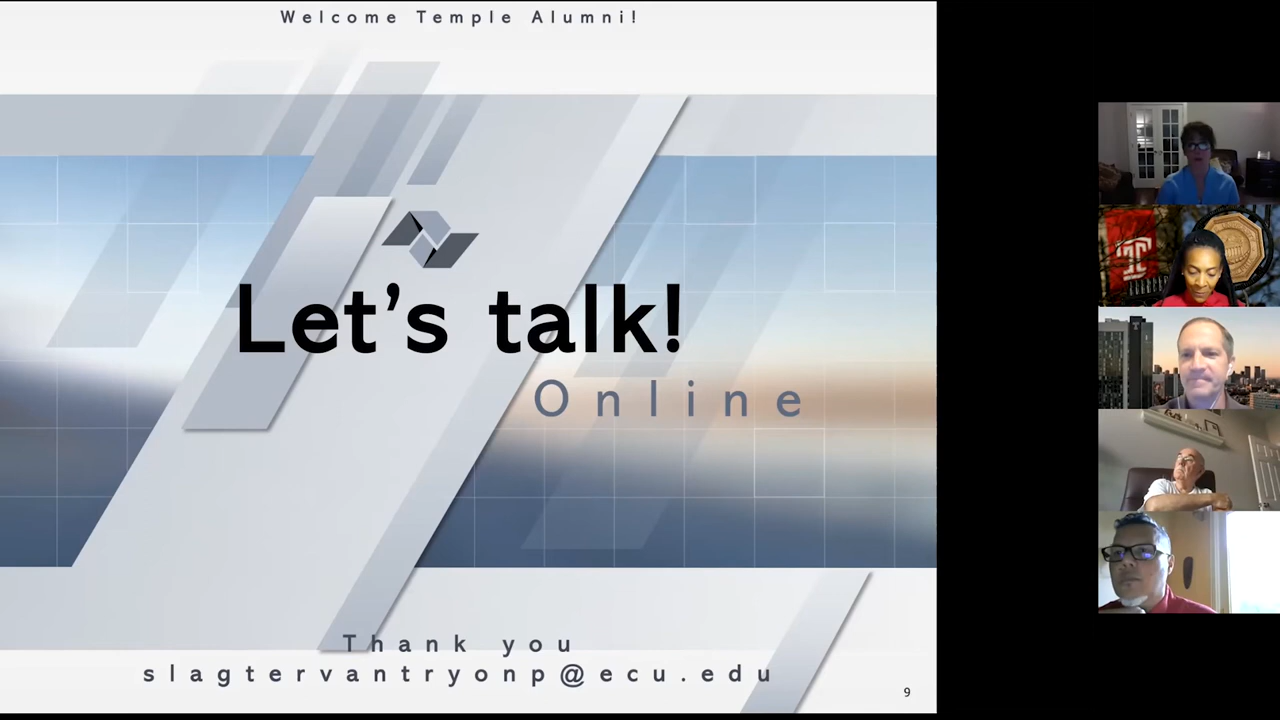 Welcome Temple Alumni!
Let's talk!
Online
Thank you
slagtervantryonp@ecu.edu
9
T